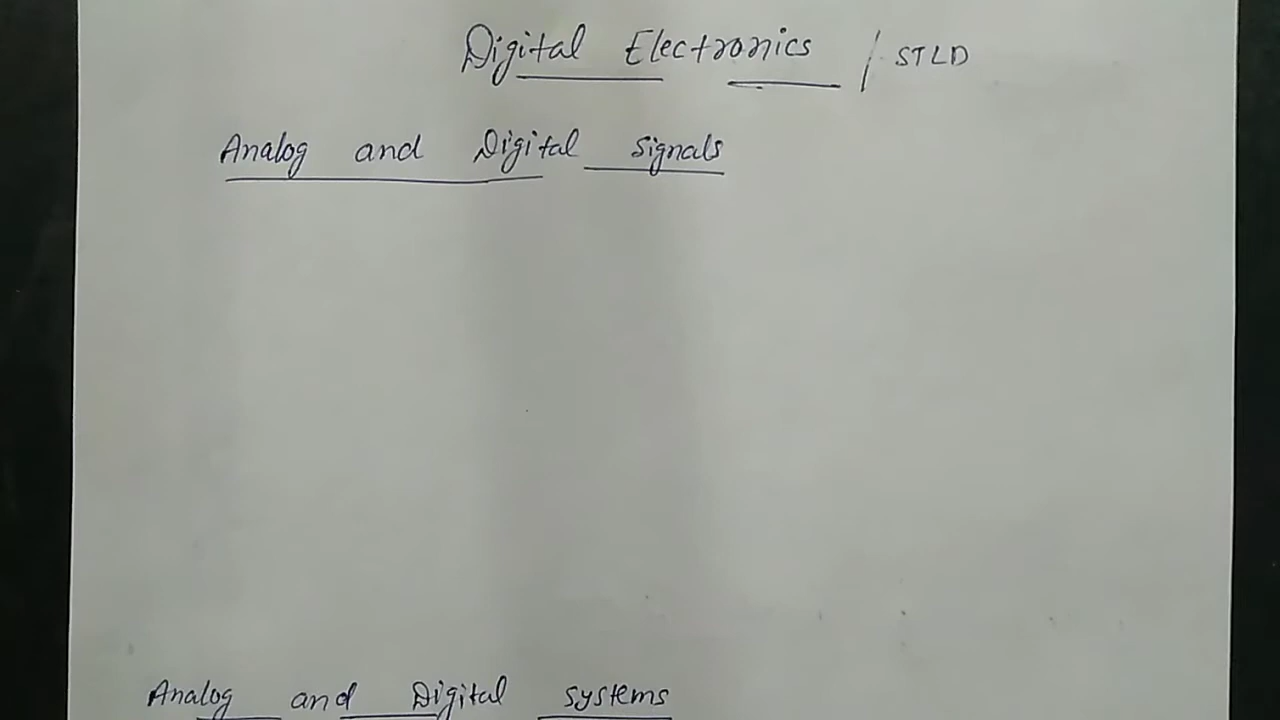 Digital Electronics / STLD
Analog and Digital signals
Analog and Digital systems